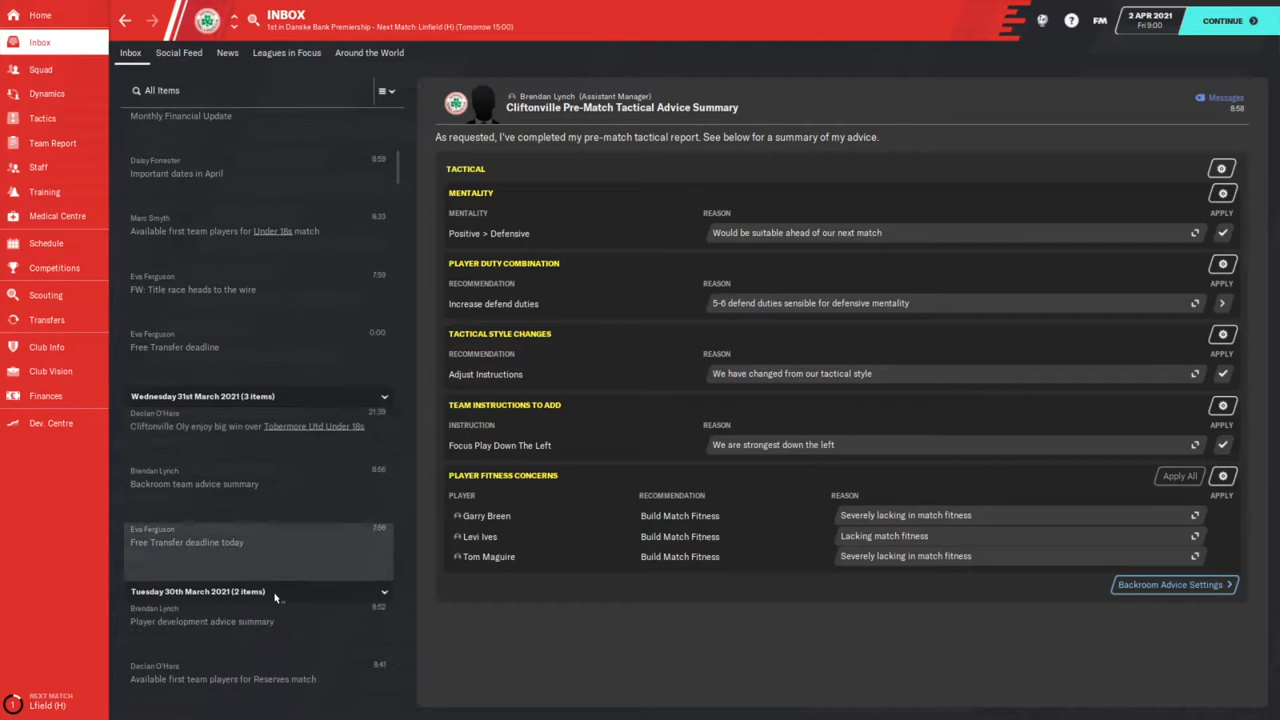 Home
Inbox
Squad
Dynamics
Tactics
Team Report
Staff
Training
Medical Centre
Schedule
Competitions
Scouting
Transfers
Club Info
Club Vision
Finances
Dev. Centre
1
NEXT MATCH
Lfield (H)
INBOX
1st in Danske Bank Premiership - Next Match: Linfield (H) (Tomorrow 15:00)
?
FM
2 APR 2021
Fri 9:00
CONTINUE
Inbox
Social Feed
News
Leagues in Focus
Around the World
All Items
Monthly Financial Update
Daisy Forrester 8:59
Important dates in April
Marc Smyth 8:33
Available first team players for Under 18s match
Eva Ferguson 7:59
FW: Title race heads to the wire
Eva Ferguson 0:00
Free Transfer deadline
Wednesday 31st March 2021 (3 items)
Declan O'Hara 21:39
Cliftonville Oly enjoy big win over Tobermore Utd Under 18s
Brendan Lynch 8:56
Backroom team advice summary
Eva Ferguson 7:56
Free Transfer deadline today
Tuesday 30th March 2021 (2 items)
Brendan Lynch 8:52
Player development advice summary
Declan O'Hara 8:41
Available first team players for Reserves match
Brendan Lynch (Assistant Manager)
Cliftonville Pre-Match Tactical Advice Summary
Messages
8:58
As requested, I've completed my pre-match tactical report. See below for a summary of my advice.
TACTICAL
MENTALITY
MENTALITY REASON APPLY
Positive > Defensive Would be suitable ahead of our next match
PLAYER DUTY COMBINATION
RECOMMENDATION REASON APPLY
Increase defend duties 5-6 defend duties sensible for defensive mentality
TACTICAL STYLE CHANGES
RECOMMENDATION REASON APPLY
Adjust Instructions We have changed from our tactical style
TEAM INSTRUCTIONS TO ADD
INSTRUCTION REASON APPLY
Focus Play Down The Left We are strongest down the left
PLAYER FITNESS CONCERNS Apply All
PLAYER RECOMMENDATION REASON APPLY
Garry Breen Build Match Fitness Severely lacking in match fitness
Levi Ives Build Match Fitness Lacking match fitness
Tom Maguire Build Match Fitness Severely lacking in match fitness
Backroom Advice Settings